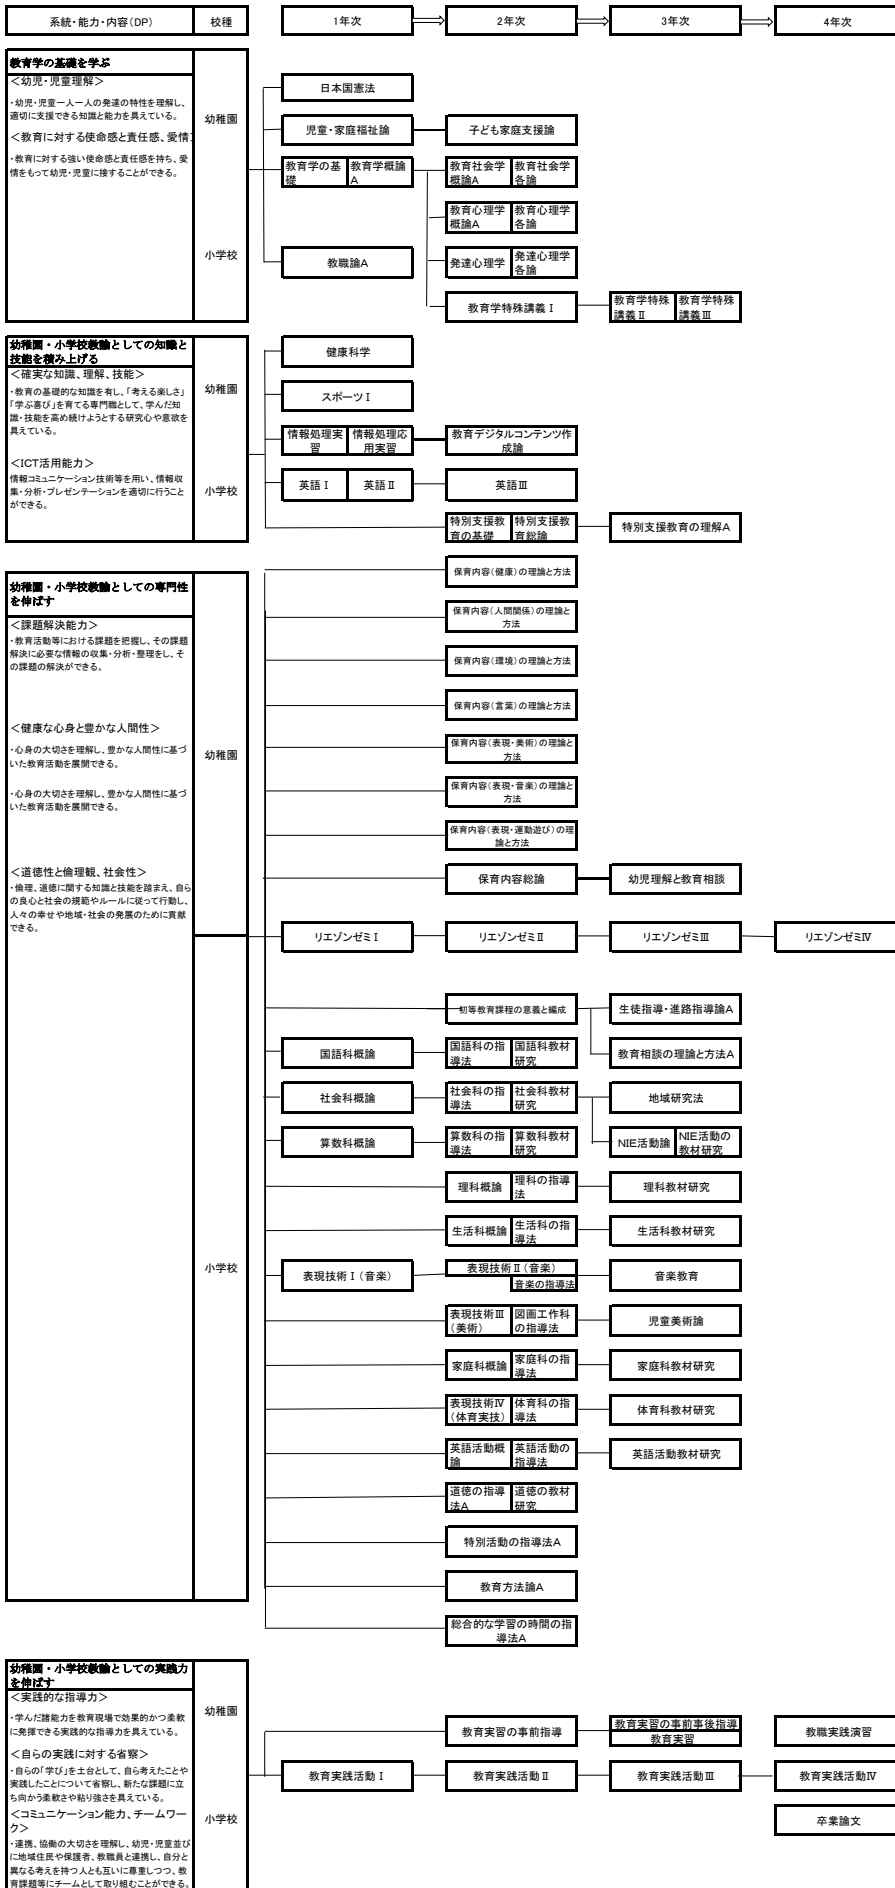 系統・能力・内容（DP）
校種
1年次
2年次
3年次
4年次
教育学の基礎を学ぶ
＜幼児・児童理解＞
・幼児・児童一人一人の発達の特性を理解し、
適切に支援できる知識と能力を具えている。
＜教育に対する使命感と責任感、愛情＞
・教育に対する強い使命感と責任感を持ち、愛
情をもって幼児・児童に接することができる。
幼稚園
小学校
日本国憲法
児童・家庭福祉論
子ども家庭支援論
教育学の基
礎
教育学概論
A
教育社会学
概論A
教育社会学
各論
教育心理学
概論A
教育心理学
各論
教職論A
発達心理学
発達心理学
各論
教育学特殊講義Ⅰ
教育学特殊
講義Ⅱ
教育学特殊
講義Ⅲ
幼稚園・小学校教諭としての知識と
技能を積み上げる
＜確実な知識、理解、技能＞
・教育の基礎的な知識を有し、「考える楽しさ」
「学ぶ喜び」を育てる専門職として、学んだ知
識・技能を高め続けようとする研究心や意欲を
具えている。
＜ICT活用能力＞
情報コミュニケーション技術等を用い、情報収
集・分析・プレゼンテーションを適切に行うこと
ができる。
幼稚園
小学校
健康科学
スポーツⅠ
情報処理実
習
情報処理応
用実習
教育デジタルコンテンツ作
成論
英語Ⅰ
英語Ⅱ
英語Ⅲ
特別支援教
育の基礎
特別支援教
育総論
特別支援教育の理解A
幼稚園・小学校教諭としての専門性
を伸ばす
＜課題解決能力＞
・教育活動等における課題を把握し、その課題
解決に必要な情報の収集・分析・整理をし、そ
の課題の解決ができる。
＜健康な心身と豊かな人間性＞
・心身の大切さを理解し、豊かな人間性に基づ
いた教育活動を展開できる。
・心身の大切さを理解し、豊かな人間性に基づ
いた教育活動を展開できる。
＜道徳性と倫理観、社会性＞
・倫理、道徳に関する知識と技能を踏まえ、自ら
の良心と社会の規範やルールに従って行動し、
人々の幸せや地域・社会の発展のために貢献
できる。
幼稚園
小学校
保育内容（健康）の理論と方法
保育内容（人間関係）の理論と
方法
保育内容（環境）の理論と方法
保育内容（言葉）の理論と方法
保育内容（表現・美術）の理論と
方法
保育内容（表現・音楽）の理論と
方法
保育内容（表現・運動遊び）の理
論と方法
保育内容総論
幼児理解と教育相談
リエゾンゼミⅠ
リエゾンゼミⅡ
リエゾンゼミⅢ
リエゾンゼミⅣ
初等教育課程の意義と編成
生徒指導・進路指導論A
教育相談の理論と方法A
国語科概論
国語科の指
導法
国語科教材
研究
社会科概論
社会科の指
導法
社会科教材
研究
地域研究法
算数科概論
算数科の指
導法
算数科教材
研究
NIE活動論
NIE活動の
教材研究
理科概論
理科の指導
法
理科教材研究
生活科概論
生活科の指
導法
生活科教材研究
表現技術Ⅰ（音楽）
表現技術Ⅱ（音楽）
音楽の指導法
音楽教育
表現技術Ⅲ
（美術）
図画工作科
の指導法
児童美術論
家庭科概論
家庭科の指
導法
家庭科教材研究
表現技術Ⅳ
（体育実技）
体育科の指
導法
体育科教材研究
英語活動概
論
英語活動の
指導法
英語活動教材研究
道徳の指導
法A
道徳の教材
研究
特別活動の指導法A
教育方法論A
総合的な学習の時間の指
導法A
幼稚園・小学校教諭としての実践力
を伸ばす
＜実践的な指導力＞
・学んだ諸能力を教育現場で効果的かつ柔軟
に発揮できる実践的な指導力を具えている。
＜自らの実践に対する省察＞
・自らの「学び」を土台として、自ら考えたことや
実践したことについて省察し、新たな課題に立
ち向かう柔軟さや粘り強さを具えている。
＜コミュニケーション能力、チームワー
ク＞
・連携、協働の大切さを理解し、幼児・児童並び
に地域住民や保護者、教職員と連携し、自分と
異なる考えを持つ人とも互いに尊重しつつ、教
育課題等にチームとして取り組むことができる。
幼稚園
小学校
教育実習の事前指導
教育実習の事前事後指導
教育実習
教職実践演習
教育実践活動Ⅰ
教育実践活動Ⅱ
教育実践活動Ⅲ
教育実践活動Ⅳ
卒業論文